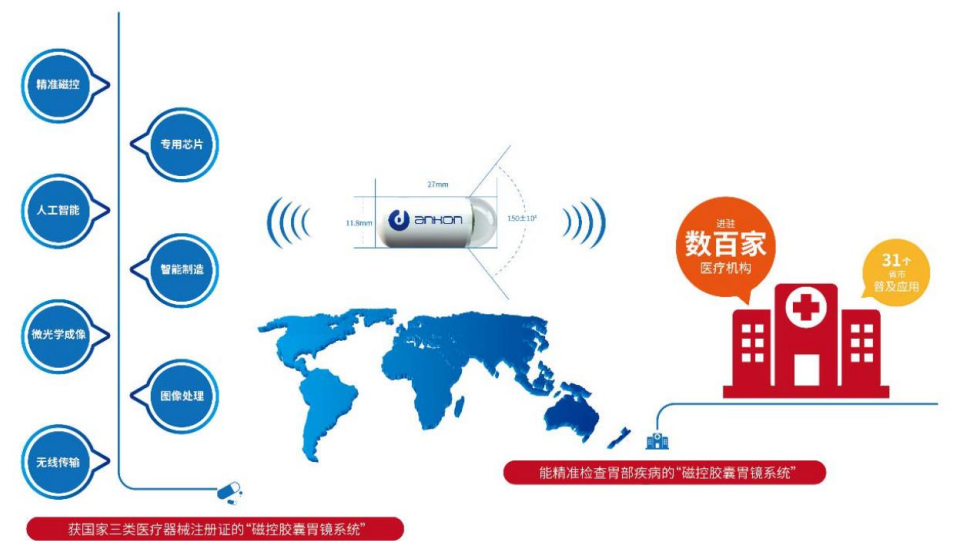 精准磁控
专用芯片
人工智能
智能制造
微光学成像
图像处理
无线传输
获国家三类医疗器械注册证的“磁控胶囊胃镜系统”
27mm
11.8mm
ankon
150±10°
进驻
数百家
医疗机构
31个
省市
普及应用
能精准检查胃部疾病的“磁控胶囊胃镜系统”